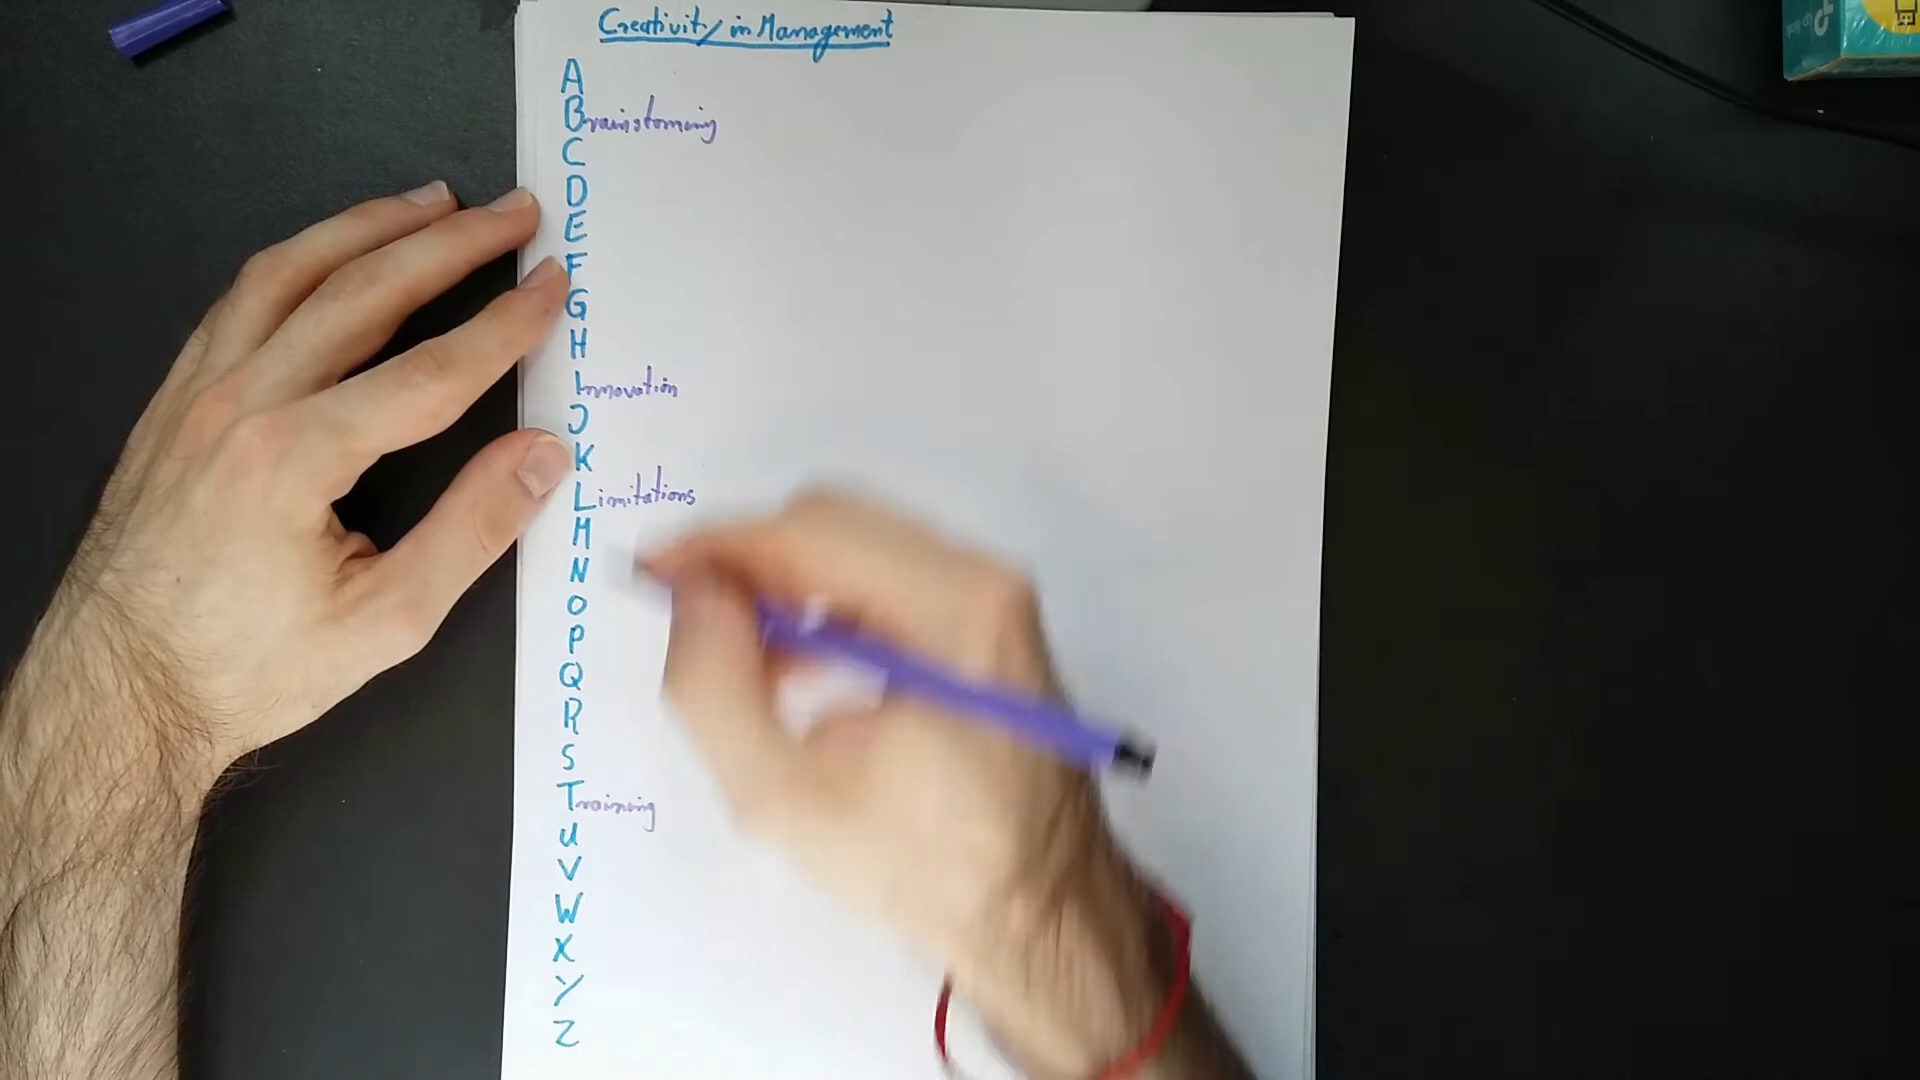 Creativity in Management
A
Brainstorming
C
D
E
F
G
H
Innovation
J
K
Limitations
M
N
O
P
Q
R
S
Training
U
V
W
X
Y
Z